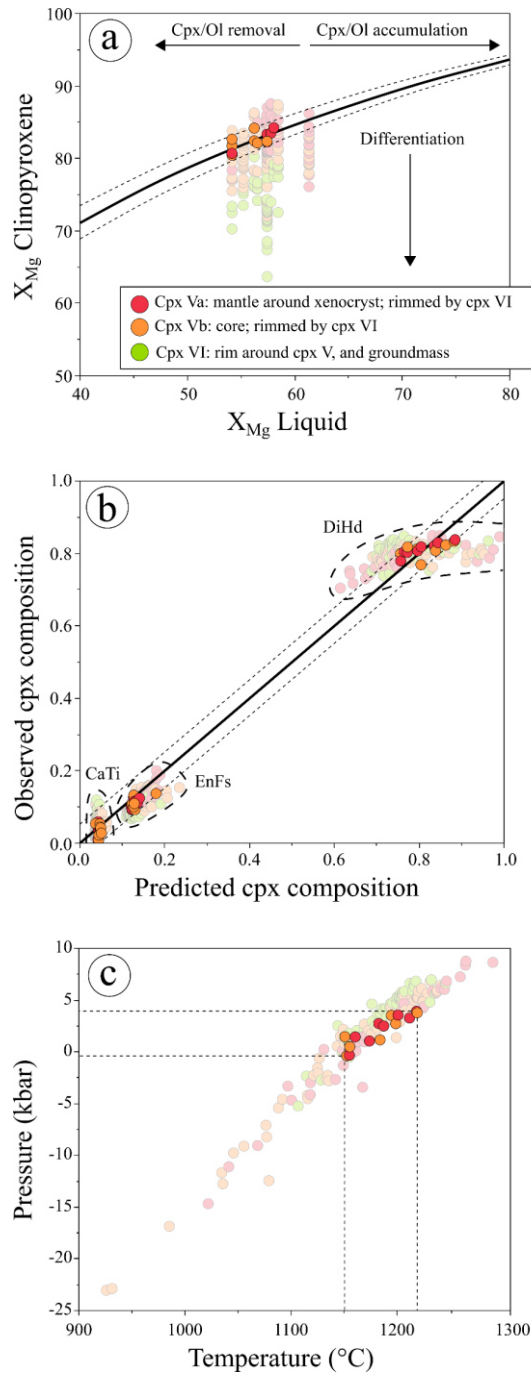 a
Cpx/Ol removal
Cpx/Ol accumulation
Differentiation
100
90
80
70
60
50
X_Mg Clinopyroxene
Cpx Va: mantle around xenocryst; rimmed by cpx VI
Cpx Vb: core; rimmed by cpx VI
Cpx VI: rim around cpx V, and groundmass
40 50 60 70 80
X_Mg Liquid
b
DiHd
CaTi
EnFs
1.0
0.8
0.6
0.4
0.2
0.0
Observed cpx composition
0.0 0.2 0.4 0.6 0.8 1.0
Predicted cpx composition
c
10
5
0
-5
-10
-15
-20
-25
Pressure (kbar)
900 1000 1100 1200 1300
Temperature (°C)